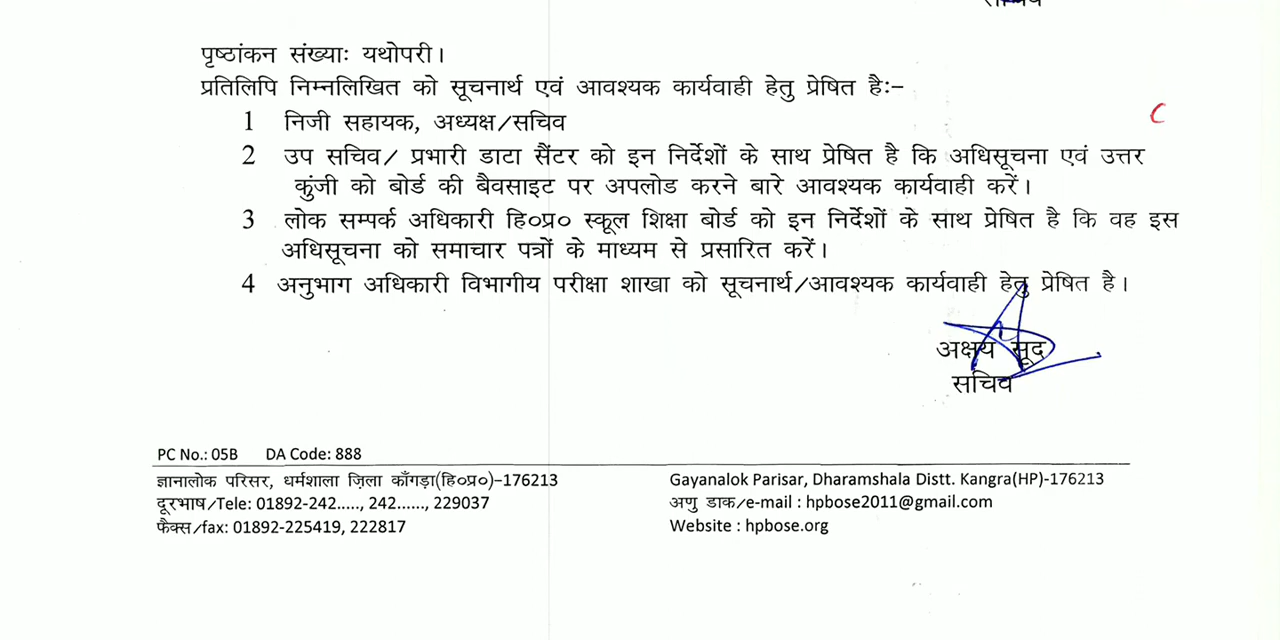 सचिव
पृष्ठांकन संख्याः यथोपरी।
प्रतिलिपि निम्नलिखित को सूचनार्थ एवं आवश्यक कार्यवाही हेतु प्रेषित हैः–
1 निजी सहायक, अध्यक्ष/सचिव
2 उप सचिव/ प्रभारी डाटा सैंटर को इन निर्देशों के साथ प्रेषित है कि अधिसूचना एवं उत्तर
कुंजी को बोर्ड की बैवसाइट पर अपलोड करने बारे आवश्यक कार्यवाही करें।
3 लोक सम्पर्क अधिकारी हि०प्र० स्कूल शिक्षा बोर्ड को इन निर्देशों के साथ प्रेषित है कि वह इस
अधिसूचना को समाचार पत्रों के माध्यम से प्रसारित करें।
4 अनुभाग अधिकारी विभागीय परीक्षा शाखा को सूचनार्थ/आवश्यक कार्यवाही हेतु प्रेषित है।
अक्षय सूद
सचिव
PC No.: 05B DA Code: 888
ज्ञानालोक परिसर, धर्मशाला ज़िला काँगड़ा(हि०प्र०)–176213
दूरभाष/Tele: 01892-242....., 242......, 229037
फैक्स/fax: 01892-225419, 222817
Gayanalok Parisar, Dharamshala Distt. Kangra(HP)-176213
अणु डाक/e-mail : hpbose2011@gmail.com
Website : hpbose.org